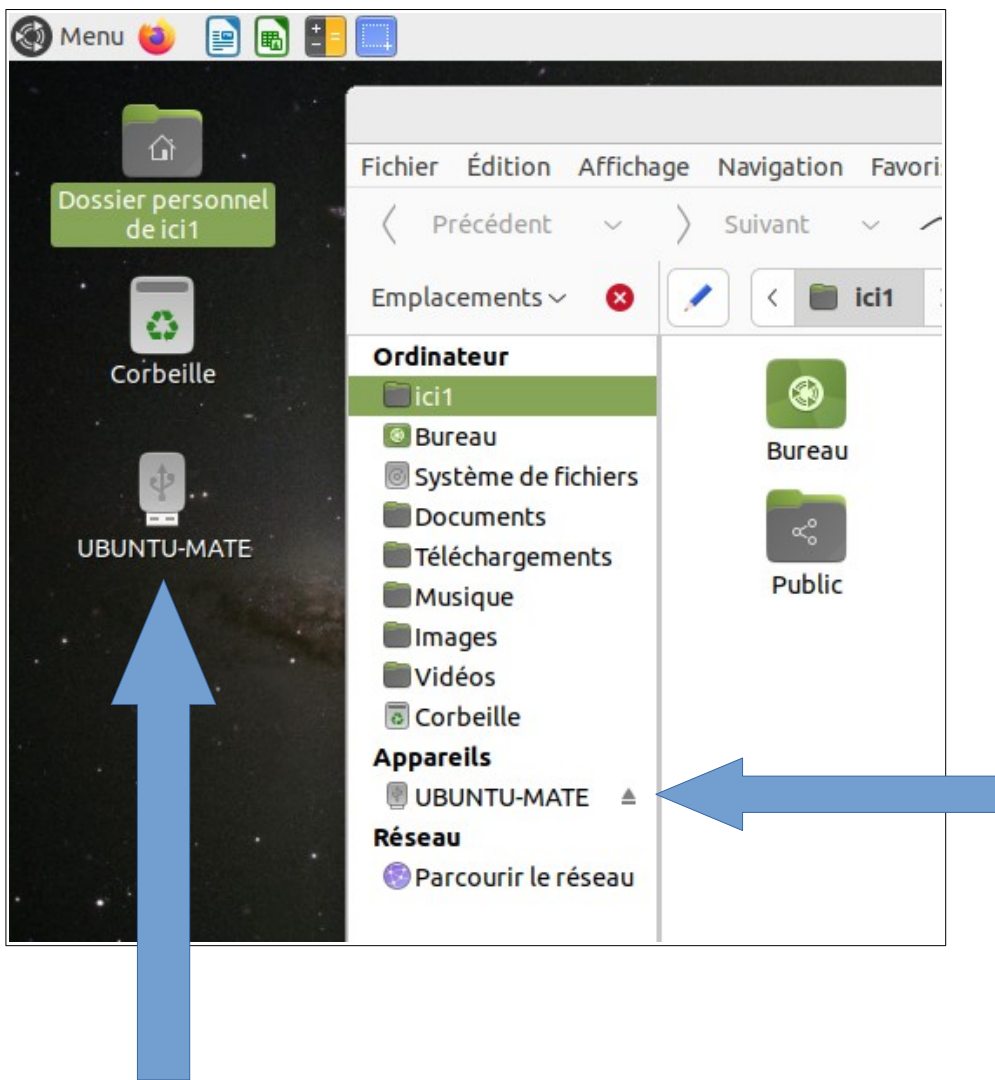 Menu
Dossier personnel
de ici1
Corbeille
UBUNTU-MATE
Fichier Édition Affichage Navigation
Précédent Suivant
Emplacements ici1
Ordinateur
ici1
Bureau
Système de fichiers
Documents
Téléchargements
Musique
Images
Vidéos
Corbeille
Appareils
UBUNTU-MATE
Réseau
Parcourir le réseau
Bureau
Public